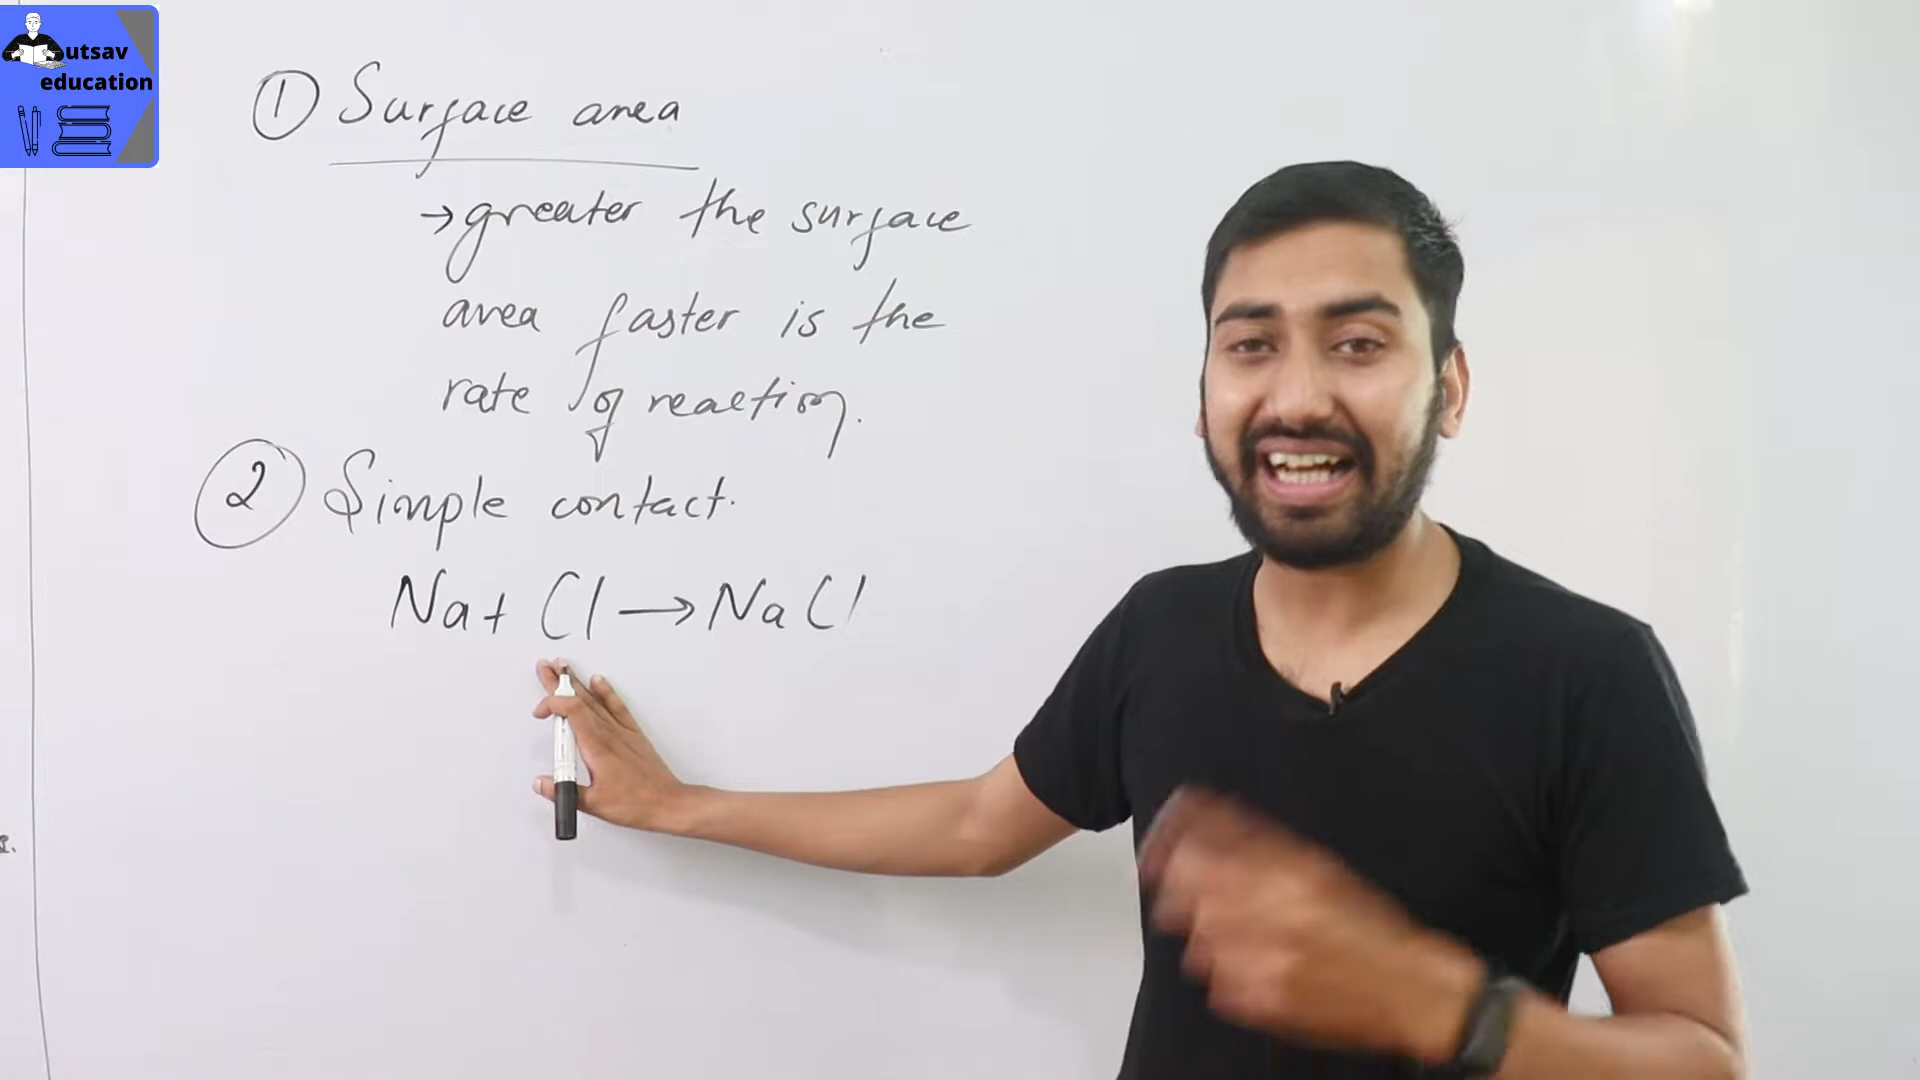 utsav
education
① Surface area
→ greater the surface
area faster is the
rate of reaction.
② Simple contact.
Na + Cl → NaCl